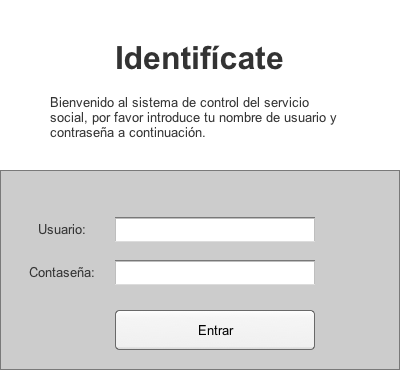 Identifícate
Bienvenido al sistema de control del servicio
social, por favor introduce tu nombre de usuario y
contraseña a continuación.
Usuario:
Contaseña:
Entrar